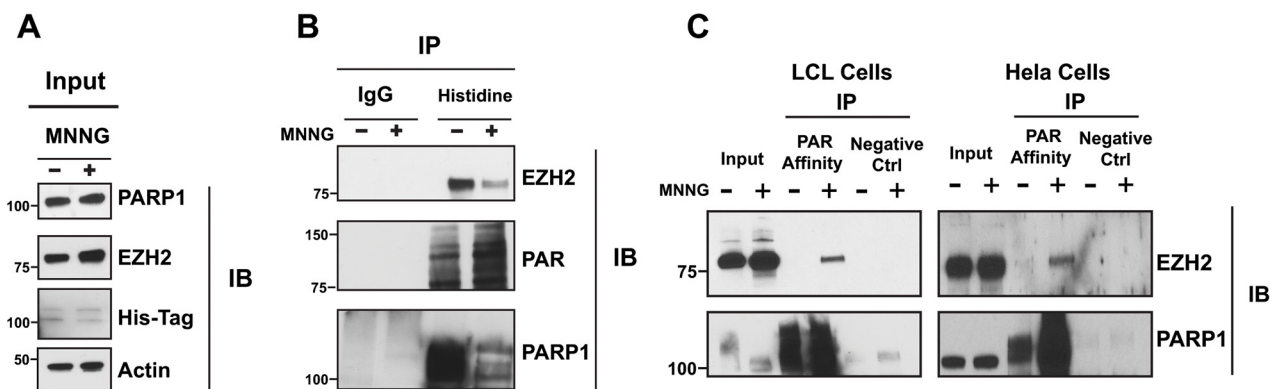 A
Input
MNNG
- +
100- PARP1
75- EZH2
100- His-Tag
50- Actin
IB
B
IP
IgG Histidine
MNNG - + - +
75- EZH2
150-
75- PAR
100- PARP1
IB
C
LCL Cells
IP
Input PAR Affinity Negative Ctrl
MNNG - + - + - +
75-
100-
Hela Cells
IP
Input PAR Affinity Negative Ctrl
- + - + - +
EZH2
PARP1
IB